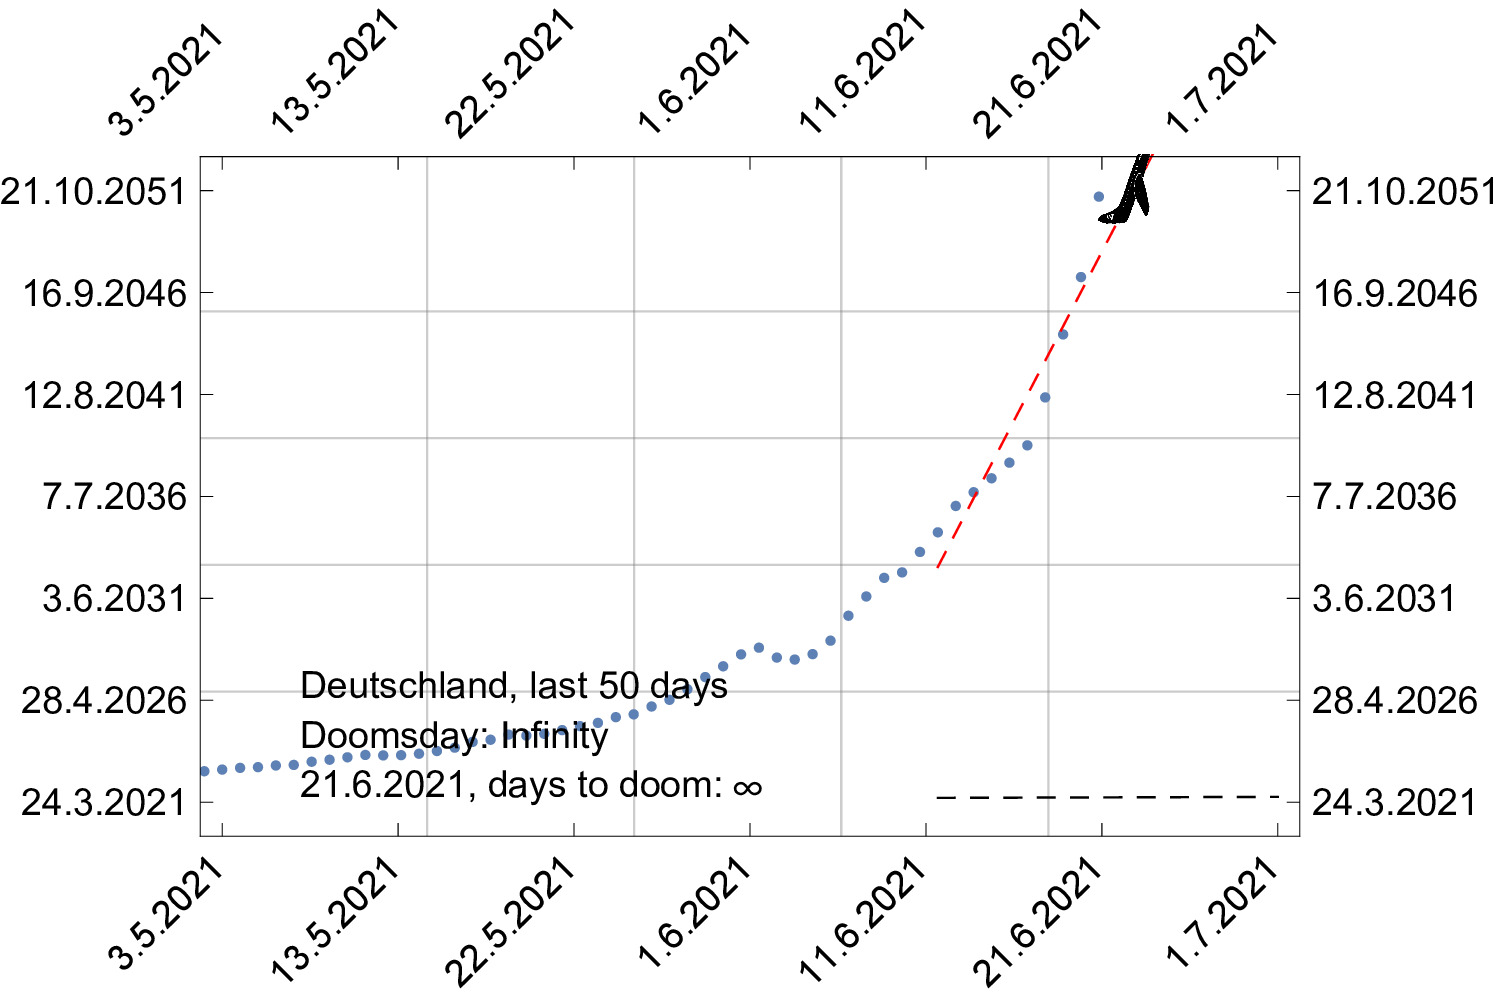 3.5.2021 13.5.2021 22.5.2021 1.6.2021 11.6.2021 21.6.2021 1.7.2021
21.10.2051 21.10.2051
16.9.2046 16.9.2046
12.8.2041 12.8.2041
7.7.2036 7.7.2036
3.6.2031 3.6.2031
Deutschland, last 50 days
28.4.2026 28.4.2026
Doomsday: Infinity
21.6.2021, days to doom: ∞
24.3.2021 24.3.2021
3.5.2021 13.5.2021 22.5.2021 1.6.2021 11.6.2021 21.6.2021 1.7.2021